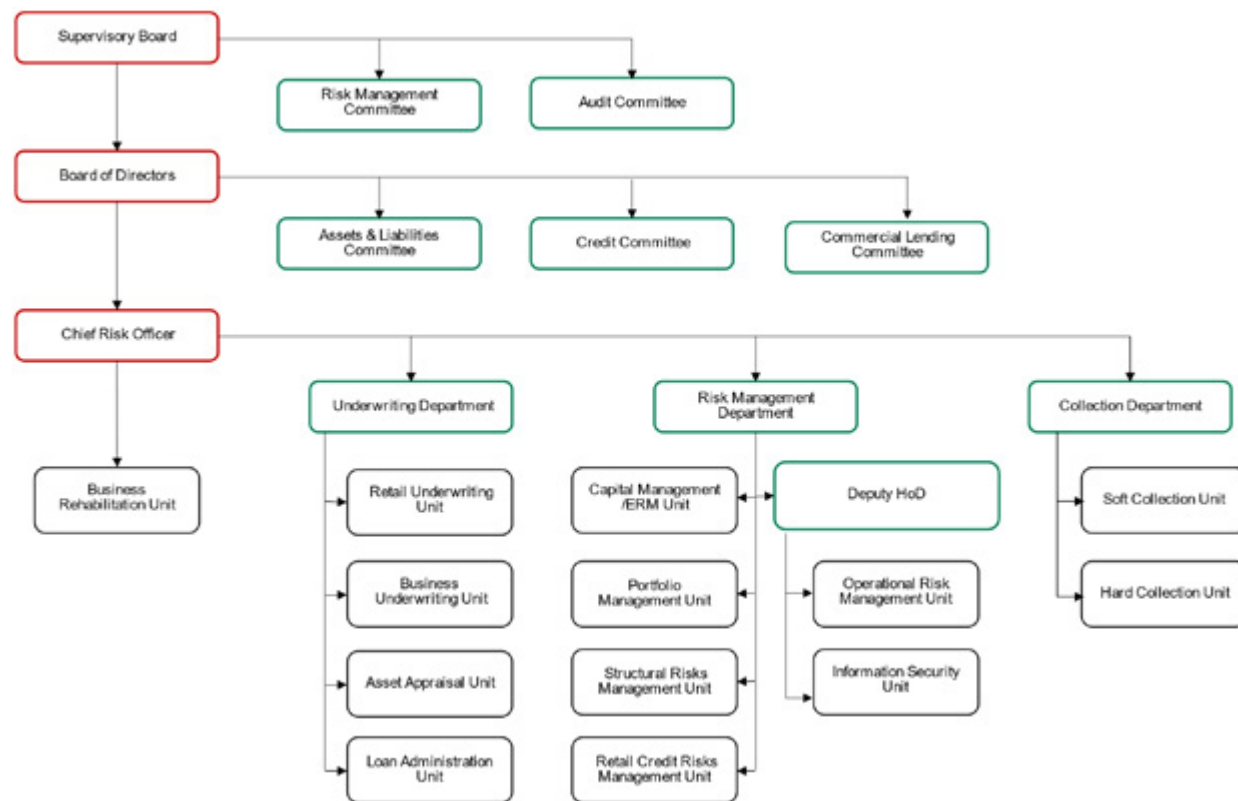 Supervisory Board
Risk Management
Committee
Audit Committee
Board of Directors
Assets & Liabilities
Committee
Credit Committee
Commercial Lending
Committee
Chief Risk Officer
Underwriting Department
Risk Management
Department
Collection Department
Business
Rehabilitation Unit
Retail Underwriting
Unit
Capital Management
/ERM Unit
Deputy HoD
Soft Collection Unit
Business
Underwriting Unit
Portfolio
Management Unit
Operational Risk
Management Unit
Hard Collection Unit
Asset Appraisal Unit
Structural Risks
Management Unit
Information Security
Unit
Loan Administration
Unit
Retail Credit Risks
Management Unit